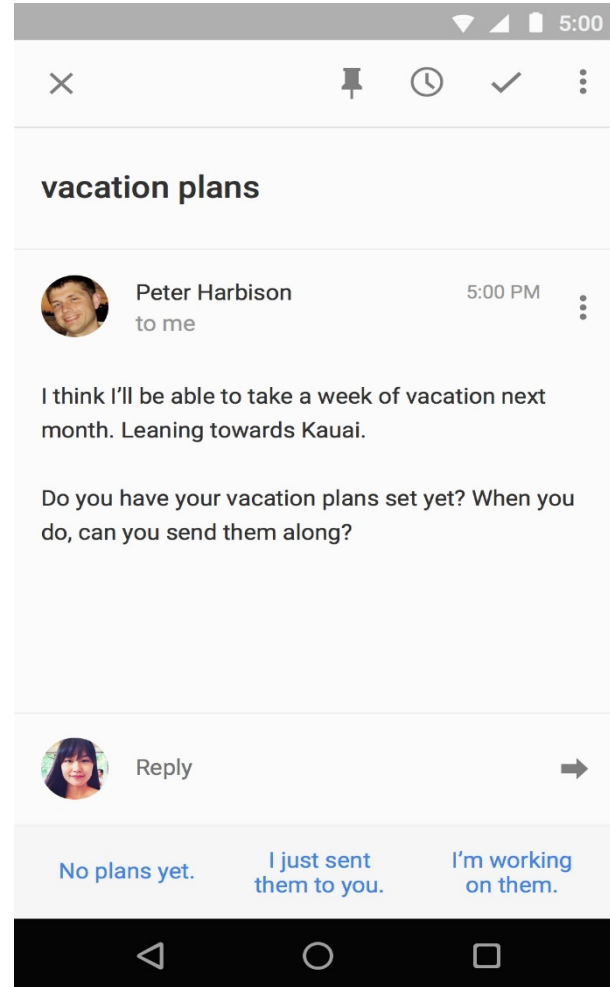 5:00
vacation plans
Peter Harbison
5:00 PM
to me
I think I’ll be able to take a week of vacation next
month. Leaning towards Kauai.
Do you have your vacation plans set yet? When you
do, can you send them along?
Reply
No plans yet.
I just sent
them to you.
I’m working
on them.